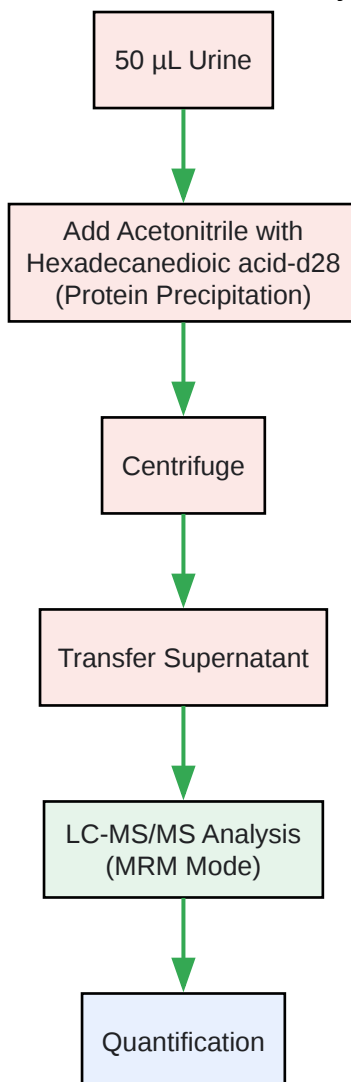 50 µL Urine
Add Acetonitrile with
Hexadecanedioic acid-d28
(Protein Precipitation)
Centrifuge
Transfer Supernatant
LC-MS/MS Analysis
(MRM Mode)
Quantification